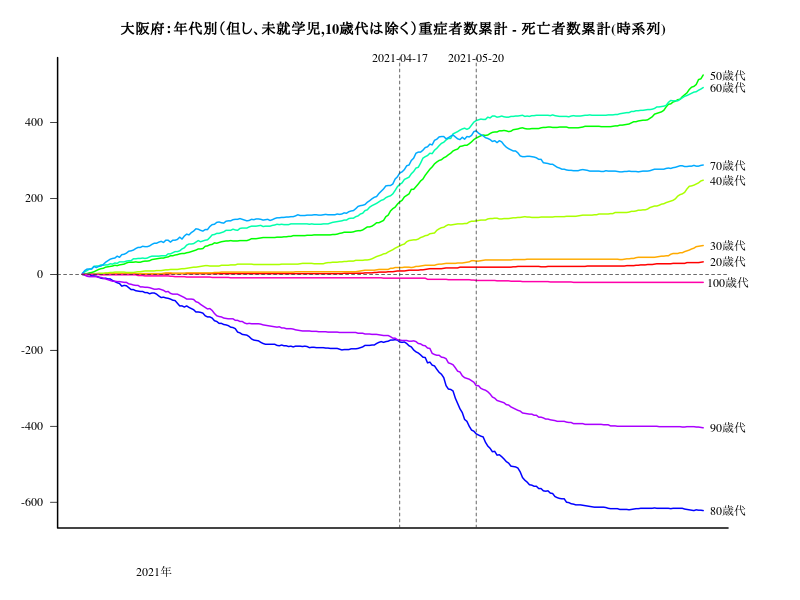 大阪府：年代別（但し、未就学児,10歳代は除く）重症者数累計 - 死亡者数累計(時系列)
2021-04-17 2021-05-20
50歳代
60歳代
400
70歳代
40歳代
200
30歳代
20歳代
0
100歳代
-200
-400
90歳代
-600
80歳代
2021年